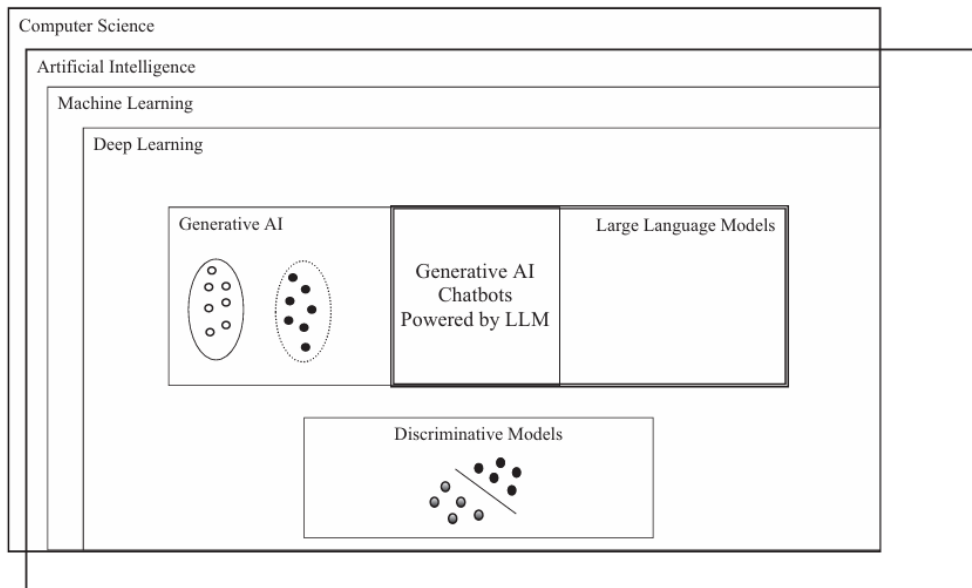 Computer Science
Artificial Intelligence
Machine Learning
Deep Learning
Generative AI
Generative AI
Chatbots
Powered by LLM
Large Language Models
Discriminative Models